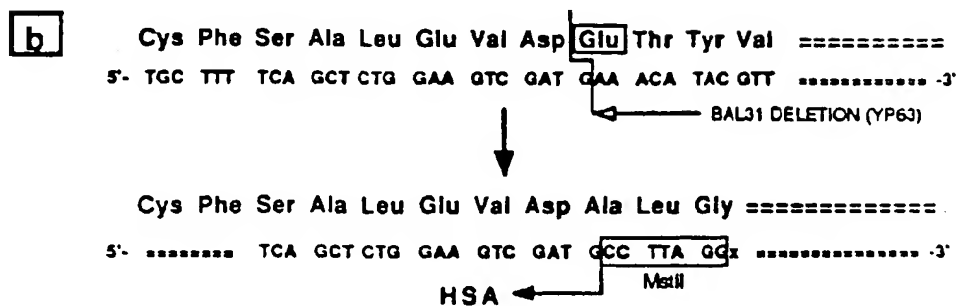 b
Cys Phe Ser Ala Leu Glu Val Asp Glu Thr Tyr Val ============
5'- TGC TTT TCA GCT CTG GAA GTC GAT GAA ACA TAC GTT ------------ -3'
BAL31 DELETION (YP63)
Cys Phe Ser Ala Leu Glu Val Asp Ala Leu Gly =============
5'- -------- TCA GCT CTG GAA GTC GAT GCC TTA GGx -------------- -3'
MstII
HSA